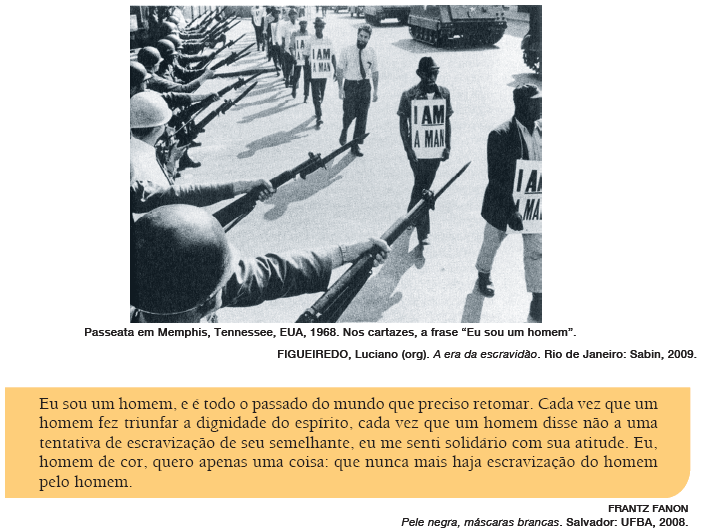 I AM
A MAN
I AM
A MAN
I AM
A MAN
Passeata em Memphis, Tennessee, EUA, 1968. Nos cartazes, a frase “Eu sou um homem”.
FIGUEIREDO, Luciano (org). A era da escravidão. Rio de Janeiro: Sabin, 2009.
Eu sou um homem, e é todo o passado do mundo que preciso retomar. Cada vez que um
homem fez triunfar a dignidade do espírito, cada vez que um homem disse não a uma
tentativa de escravização de seu semelhante, eu me senti solidário com sua atitude. Eu,
homem de cor, quero apenas uma coisa: que nunca mais haja escravização do homem
pelo homem.
FRANTZ FANON
Pele negra, máscaras brancas. Salvador: UFBA, 2008.